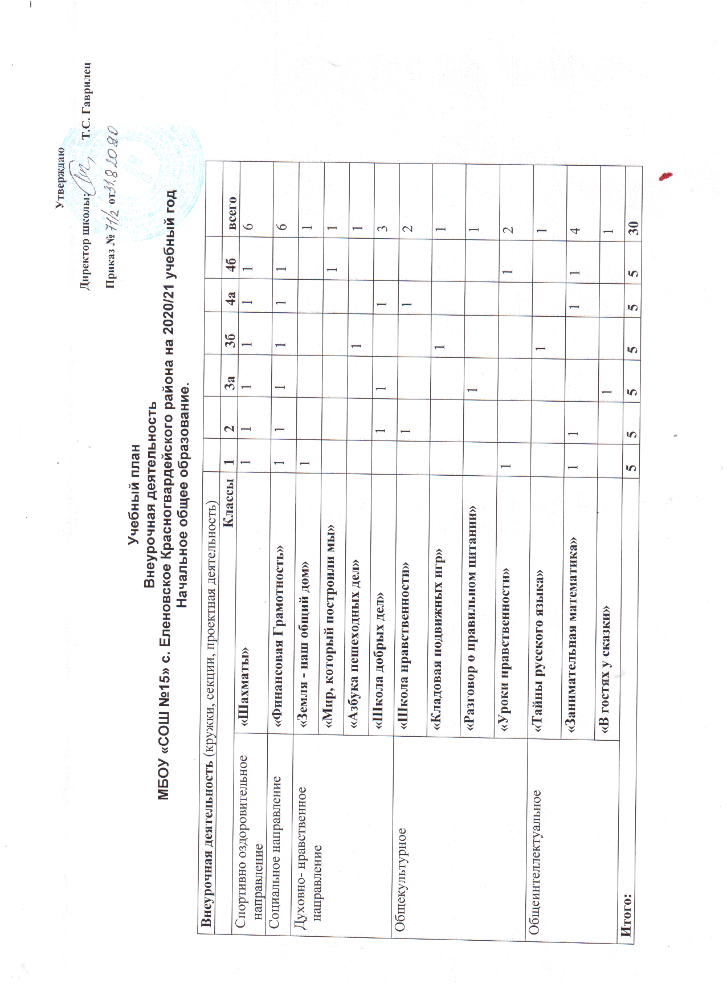 Утверждаю
Директор школы: Т.С. Гаврилец
Приказ № 71/2 от 31.8 2020
Учебный план
Внеурочная деятельность
МБОУ «СОШ №15» с. Еленовское Красногвардейского района на 2020/21 учебный год
Начальное общее образование.
Внеурочная деятельность (кружки, секции, проектная деятельность)
Классы 1 2 3а 3б 4а 4б всего
Спортивно оздоровительное «Шахматы» 1 1 1 1 1 1 6
направление
Социальное направление «Финансовая Грамотность» 1 1 1 1 1 1 6
Духовно- нравственное «Земля - наш общий дом» 1 1
направление «Мир, который построили мы» 1 1
«Азбука пешеходных дел» 1 1
«Школа добрых дел» 1 1 1 3
Общекультурное «Школа нравственности» 1 1 2
«Кладовая подвижных игр» 1 1
«Разговор о правильном питании» 1 1
«Уроки нравственности» 1 1 2
Общеинтеллектуальное «Тайны русского языка» 1 1
«Занимательная математика» 1 1 1 1 4
«В гостях у сказки» 1 1
Итого: 5 5 5 5 5 5 30